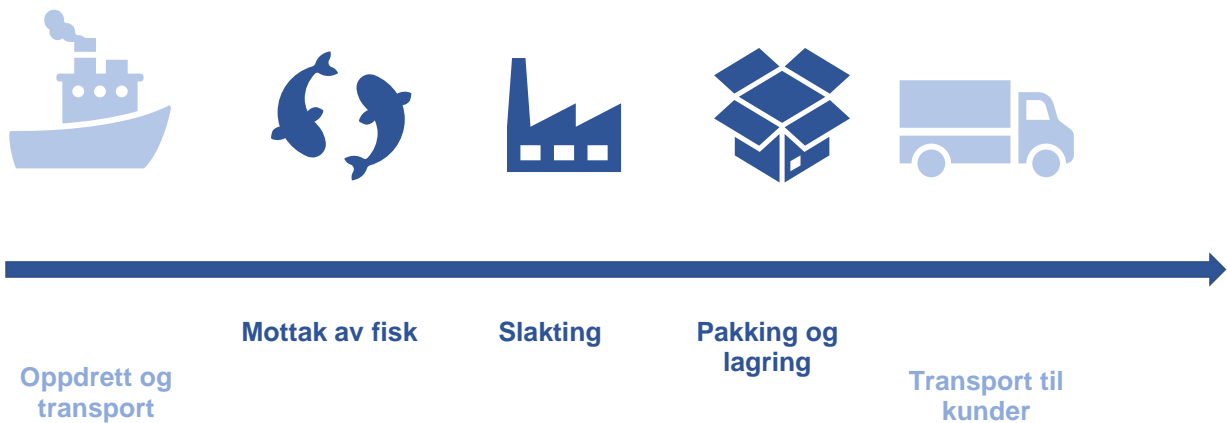 Oppdrett og
transport
Mottak av fisk
Slakting
Pakking og
lagring
Transport til
kunder